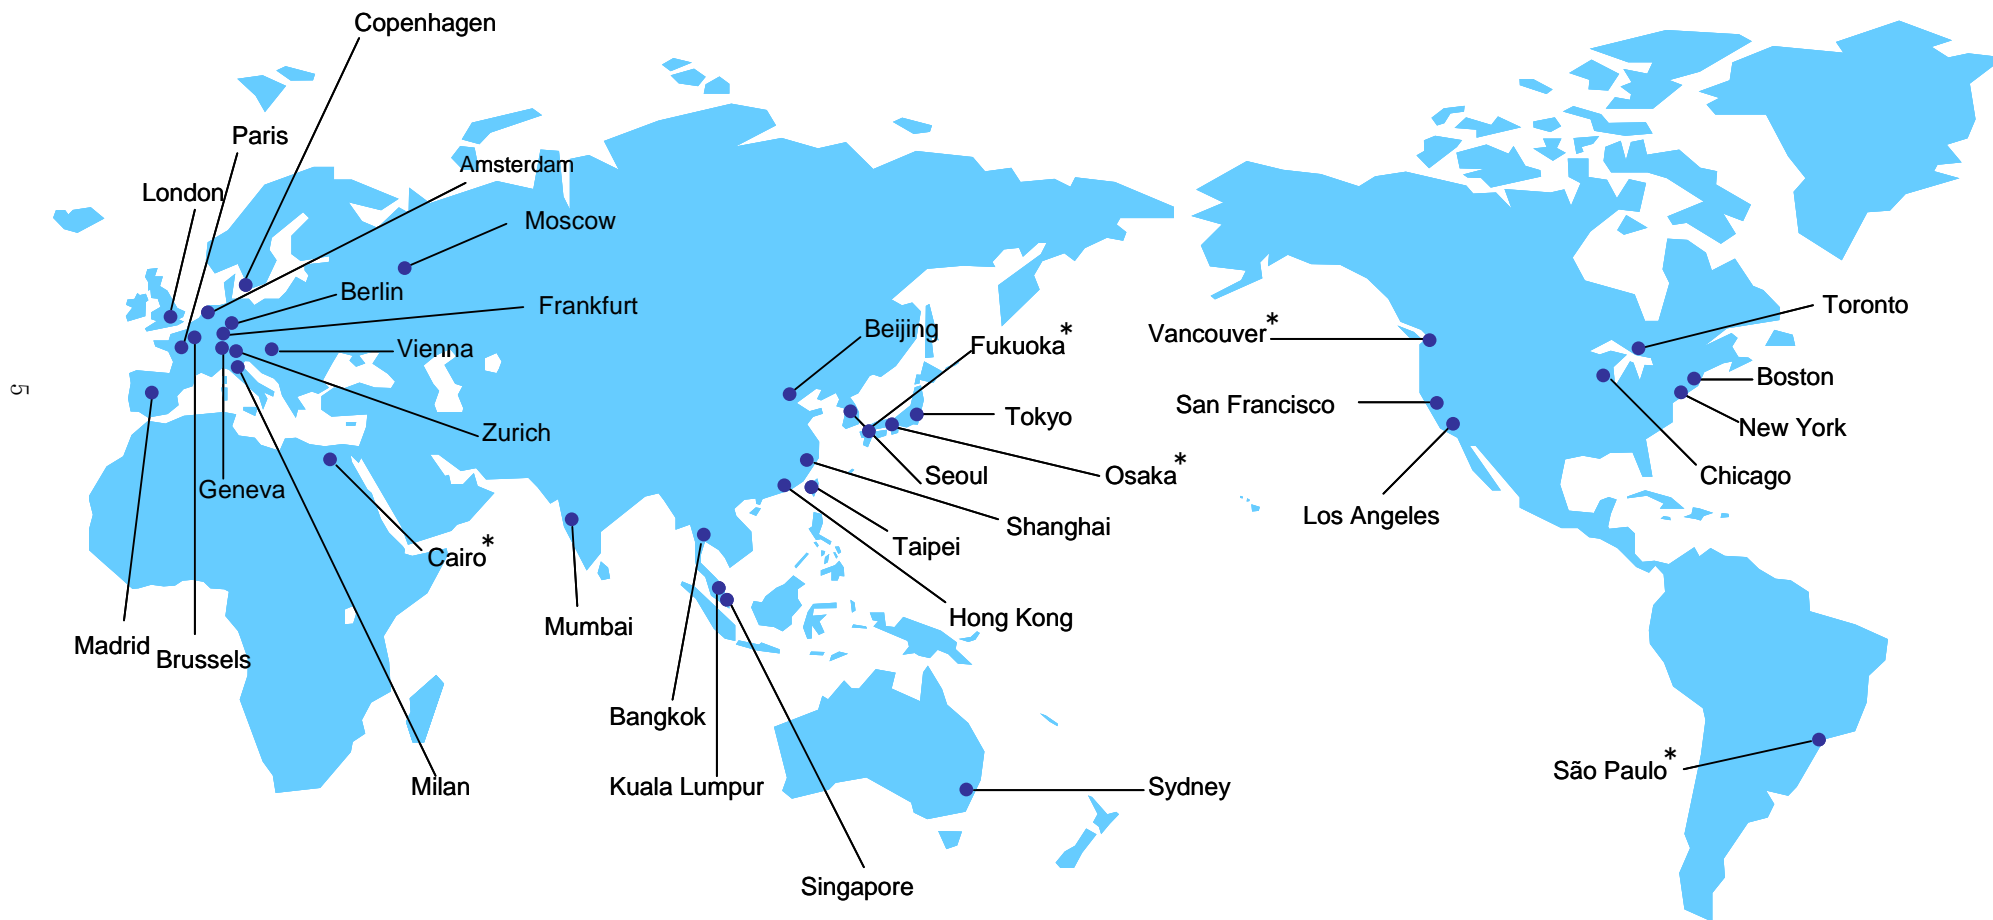 Copenhagen
Paris
Amsterdam
London
Moscow
Berlin
Frankfurt
Toronto
Beijing
Fukuoka*
Vancouver*
Vienna
Boston
5
San Francisco
Tokyo
New York
Zurich
Seoul
Osaka*
Chicago
Geneva
Los Angeles
Shanghai
Taipei
Cairo*
Hong Kong
Mumbai
Madrid
Brussels
Bangkok
São Paulo*
Milan
Kuala Lumpur
Sydney
Singapore